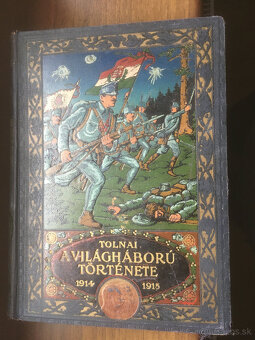 TOLNAI
A VILÁGHÁBORÚ
TÖRTÉNETE
1914 1915